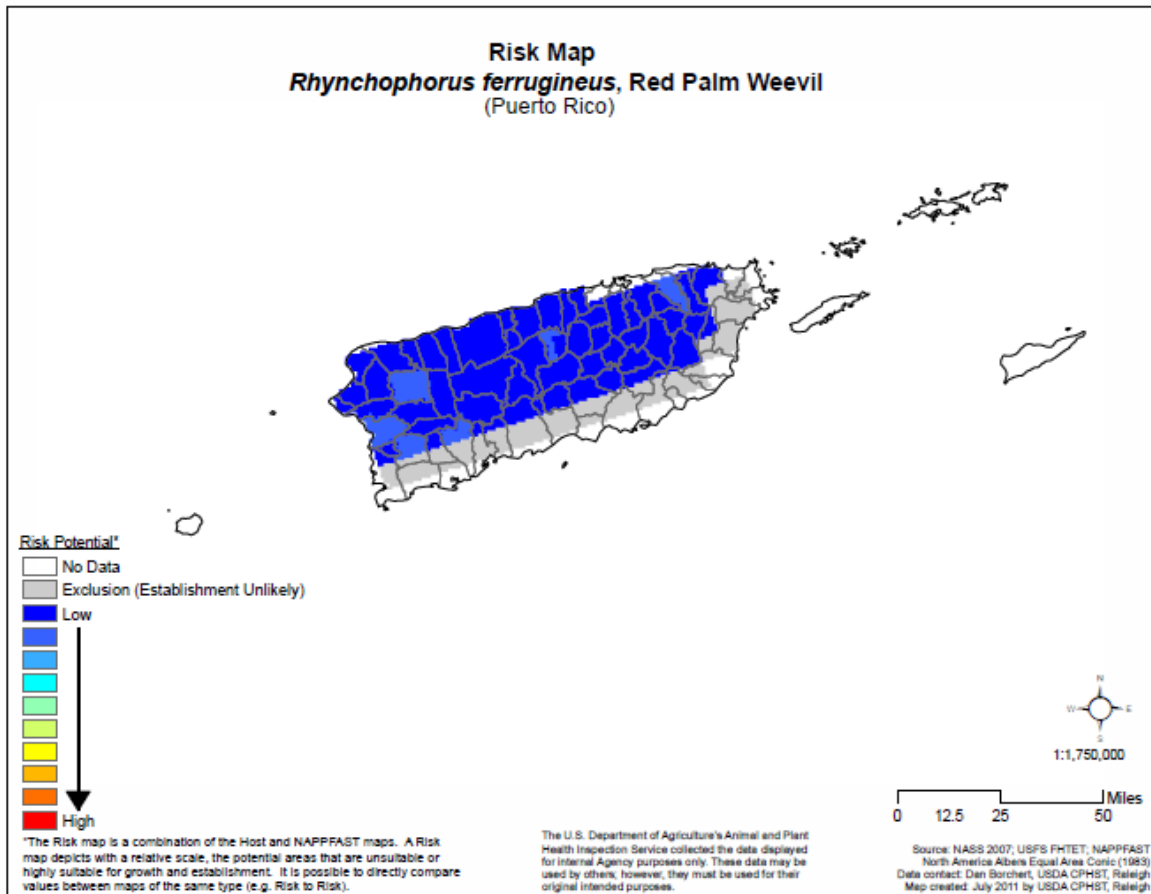 Risk Map
Rhynchophorus ferrugineus, Red Palm Weevil
(Puerto Rico)
Risk Potential*
No Data
Exclusion (Establishment Unlikely)
Low
High
*The Risk map is a combination of the Host and NAPPFAST maps. A Risk
map depicts with a relative scale, the potential areas that are unsuitable or
highly suitable for growth and establishment. It is possible to directly compare
values between maps of the same type (e.g. Risk to Risk).
The U.S. Department of Agriculture's Animal and Plant
Health Inspection Service collected the data displayed
for internal Agency purposes only. These data may be
used by others; however, they must be used for their
original intended purposes.
N
W E
S
1:1,750,000
Miles
0 12.5 25 50
Source: NASS 2007; USFS FHTET; NAPPFAST
North America Albers Equal Area Conic (1983)
Data contact: Dan Borchert, USDA CPHST, Raleigh
Map created: July 2011 by USDA CPHST, Raleigh